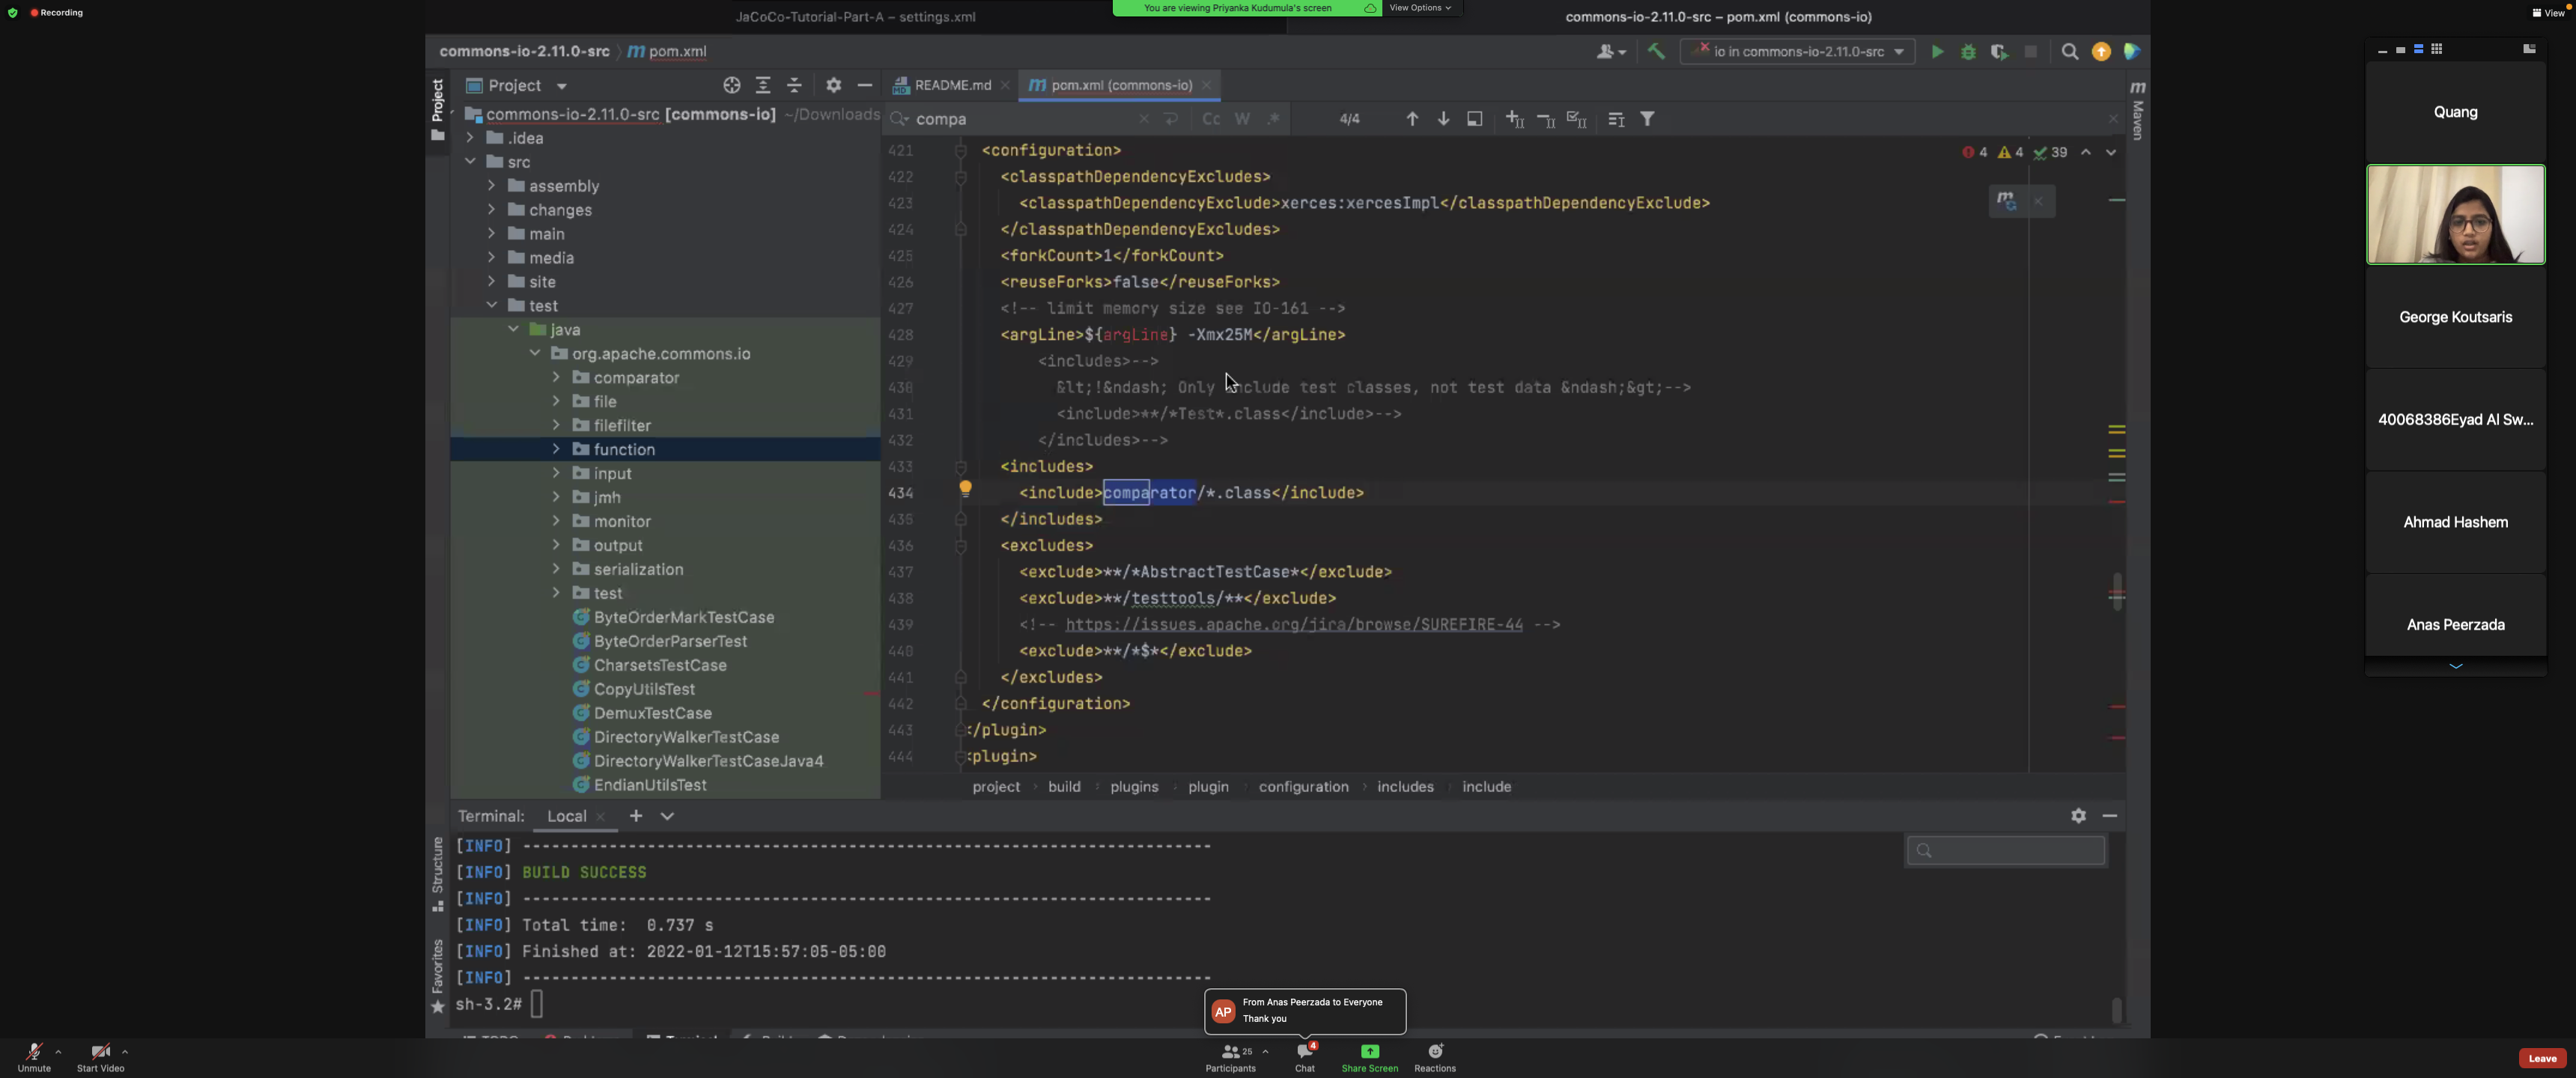 Recording
JaCoCo-Tutorial-Part-A – settings.xml
You are viewing Priyanka Kudumula's screen
View Options
commons-io-2.11.0-src – pom.xml (commons-io)
View
commons-io-2.11.0-src
m pom.xml
io in commons-io-2.11.0-src
Project
Project
README.md
m pom.xml (commons-io)
m Maven
commons-io-2.11.0-src [commons-io] ~/Downloads
compa
Cc
W
.*
4/4
.idea
src
assembly
changes
main
media
site
test
java
org.apache.commons.io
comparator
file
filefilter
function
input
jmh
monitor
output
serialization
test
ByteOrderMarkTestCase
ByteOrderParserTest
CharsetsTestCase
CopyUtilsTest
DemuxTestCase
DirectoryWalkerTestCase
DirectoryWalkerTestCaseJava4
EndianUtilsTest
4 4 39
421 <configuration>
422 <classpathDependencyExcludes>
423 <classpathDependencyExclude>xerces:xercesImpl</classpathDependencyExclude>
424 </classpathDependencyExcludes>
425 <forkCount>1</forkCount>
426 <reuseForks>false</reuseForks>
427 <!-- limit memory size see IO-161 -->
428 <argLine>${argLine} -Xmx25M</argLine>
429 <includes>-->
430 &lt;!&ndash; Only include test classes, not test data &ndash;&gt;-->
431 <include>**/*Test*.class</include>-->
432 </includes>-->
433 <includes>
434 <include>comparator/*.class</include>
435 </includes>
436 <excludes>
437 <exclude>**/*AbstractTestCase*</exclude>
438 <exclude>**/testtools/**</exclude>
439 <!-- https://issues.apache.org/jira/browse/SUREFIRE-44 -->
440 <exclude>**/*$*</exclude>
441 </excludes>
442 </configuration>
443 </plugin>
444 <plugin>
project build plugins plugin configuration includes include
Terminal: Local
Structure
Favorites
[INFO] ------------------------------------------------------------------------
[INFO] BUILD SUCCESS
[INFO] ------------------------------------------------------------------------
[INFO] Total time: 0.737 s
[INFO] Finished at: 2022-01-12T15:57:05-05:00
[INFO] ------------------------------------------------------------------------
sh-3.2#
Quang
George Koutsaris
40068386Eyad Al Sw...
Ahmad Hashem
Anas Peerzada
AP
From Anas Peerzada to Everyone
Thank you
Unmute
Start Video
25
Participants
4
Chat
Share Screen
Reactions
Leave